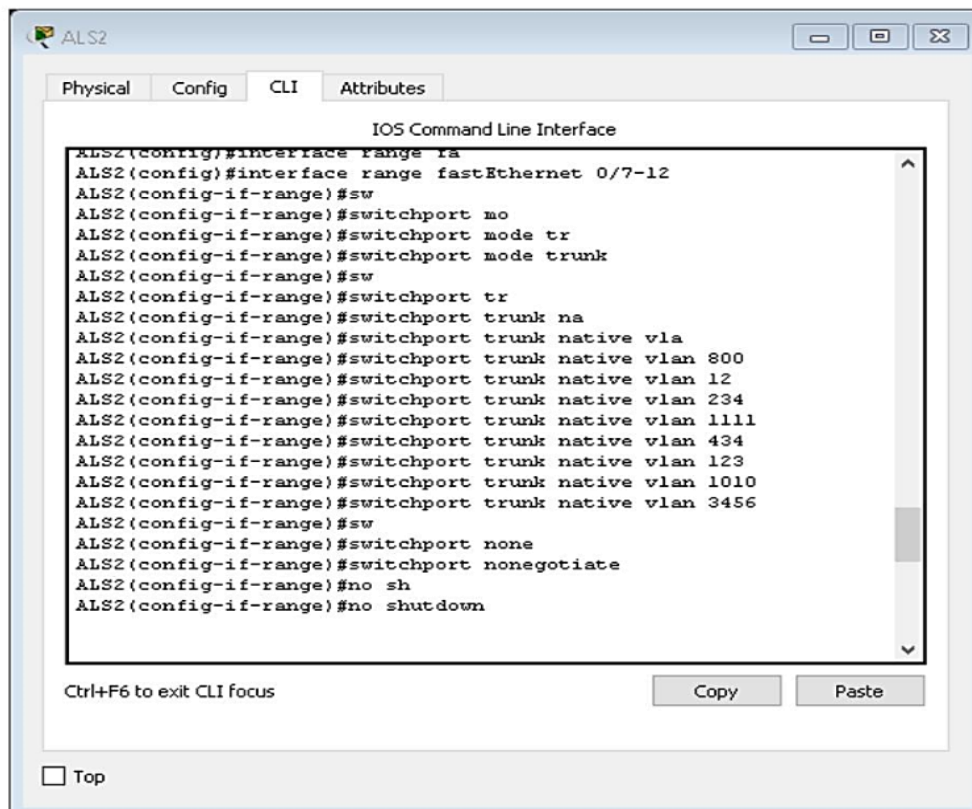 ALS2
Physical Config CLI Attributes
IOS Command Line Interface
ALS2(config)#interface range fa
ALS2(config)#interface range fastEthernet 0/7-12
ALS2(config-if-range)#sw
ALS2(config-if-range)#switchport mo
ALS2(config-if-range)#switchport mode tr
ALS2(config-if-range)#switchport mode trunk
ALS2(config-if-range)#sw
ALS2(config-if-range)#switchport tr
ALS2(config-if-range)#switchport trunk na
ALS2(config-if-range)#switchport trunk native vla
ALS2(config-if-range)#switchport trunk native vlan 800
ALS2(config-if-range)#switchport trunk native vlan 12
ALS2(config-if-range)#switchport trunk native vlan 234
ALS2(config-if-range)#switchport trunk native vlan 1111
ALS2(config-if-range)#switchport trunk native vlan 434
ALS2(config-if-range)#switchport trunk native vlan 123
ALS2(config-if-range)#switchport trunk native vlan 1010
ALS2(config-if-range)#switchport trunk native vlan 3456
ALS2(config-if-range)#sw
ALS2(config-if-range)#switchport none
ALS2(config-if-range)#switchport nonegotiate
ALS2(config-if-range)#no sh
ALS2(config-if-range)#no shutdown
Ctrl+F6 to exit CLI focus
Copy Paste
Top